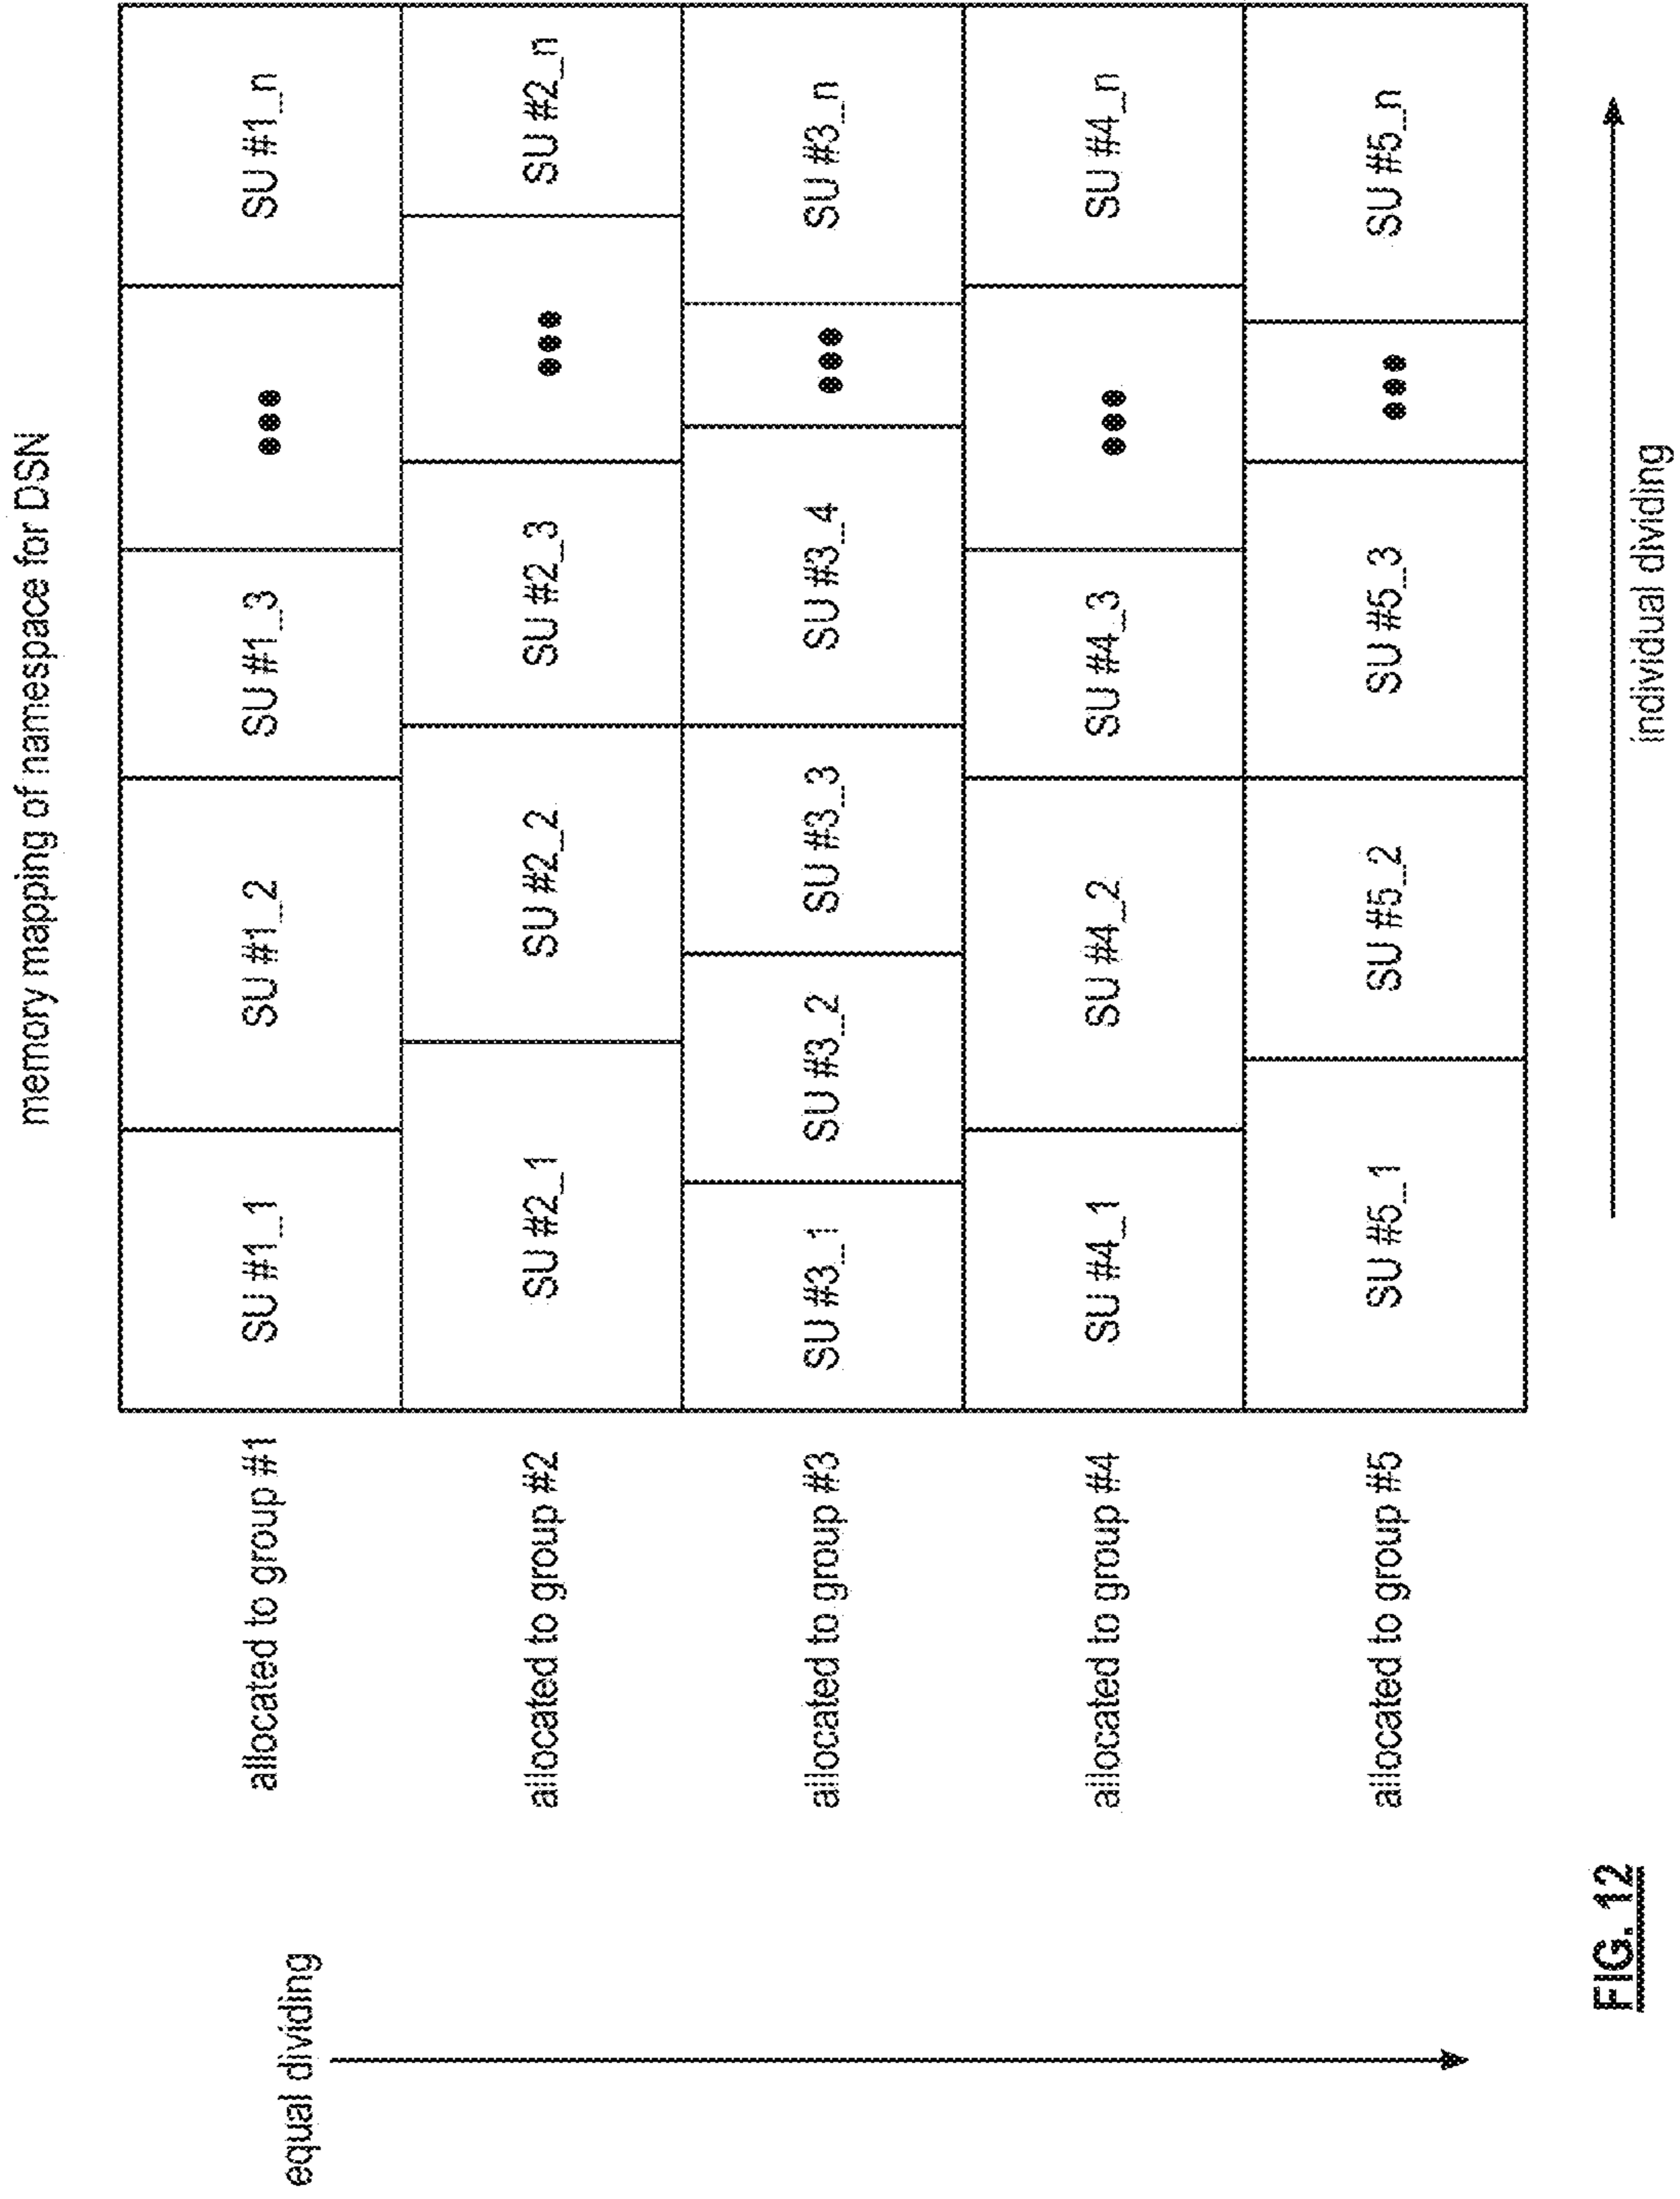 memory mapping of namespace for DSN
equal dividing
allocated to group #1
SU #1_1
SU #1_2
SU #1_3
SU #1_n
allocated to group #2
SU #2_1
SU #2_2
SU #2_3
SU #2_n
allocated to group #3
SU #3_1
SU #3_2
SU #3_3
SU #3_4
SU #3_n
allocated to group #4
SU #4_1
SU #4_2
SU #4_3
SU #4_n
allocated to group #5
SU #5_1
SU #5_2
SU #5_3
SU #5_n
individual dividing
FIG. 12